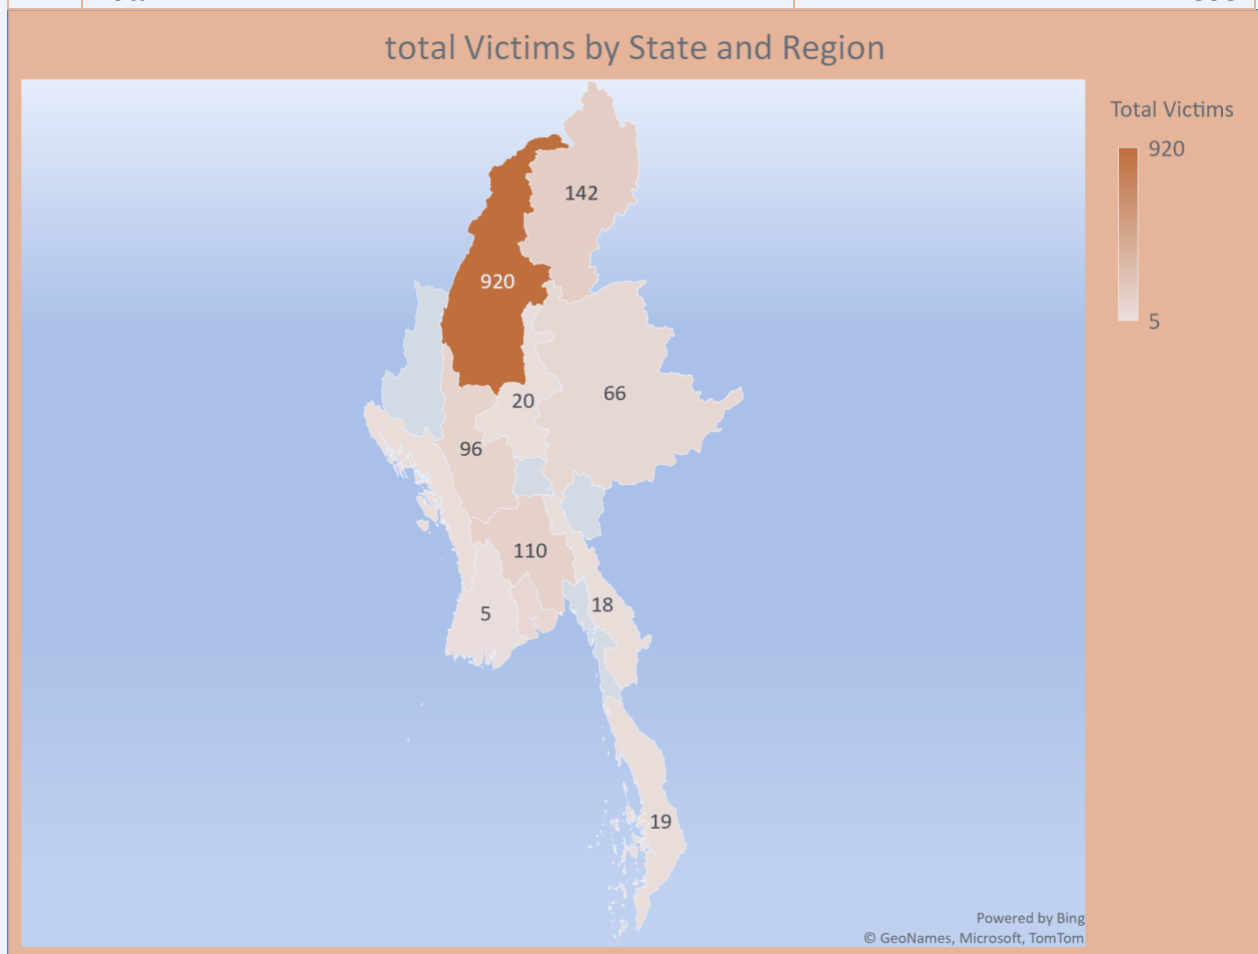 total Victims by State and Region
Total Victims
920
5
142
920
66
20
96
110
18
5
19
Powered by Bing
© GeoNames, Microsoft, TomTom